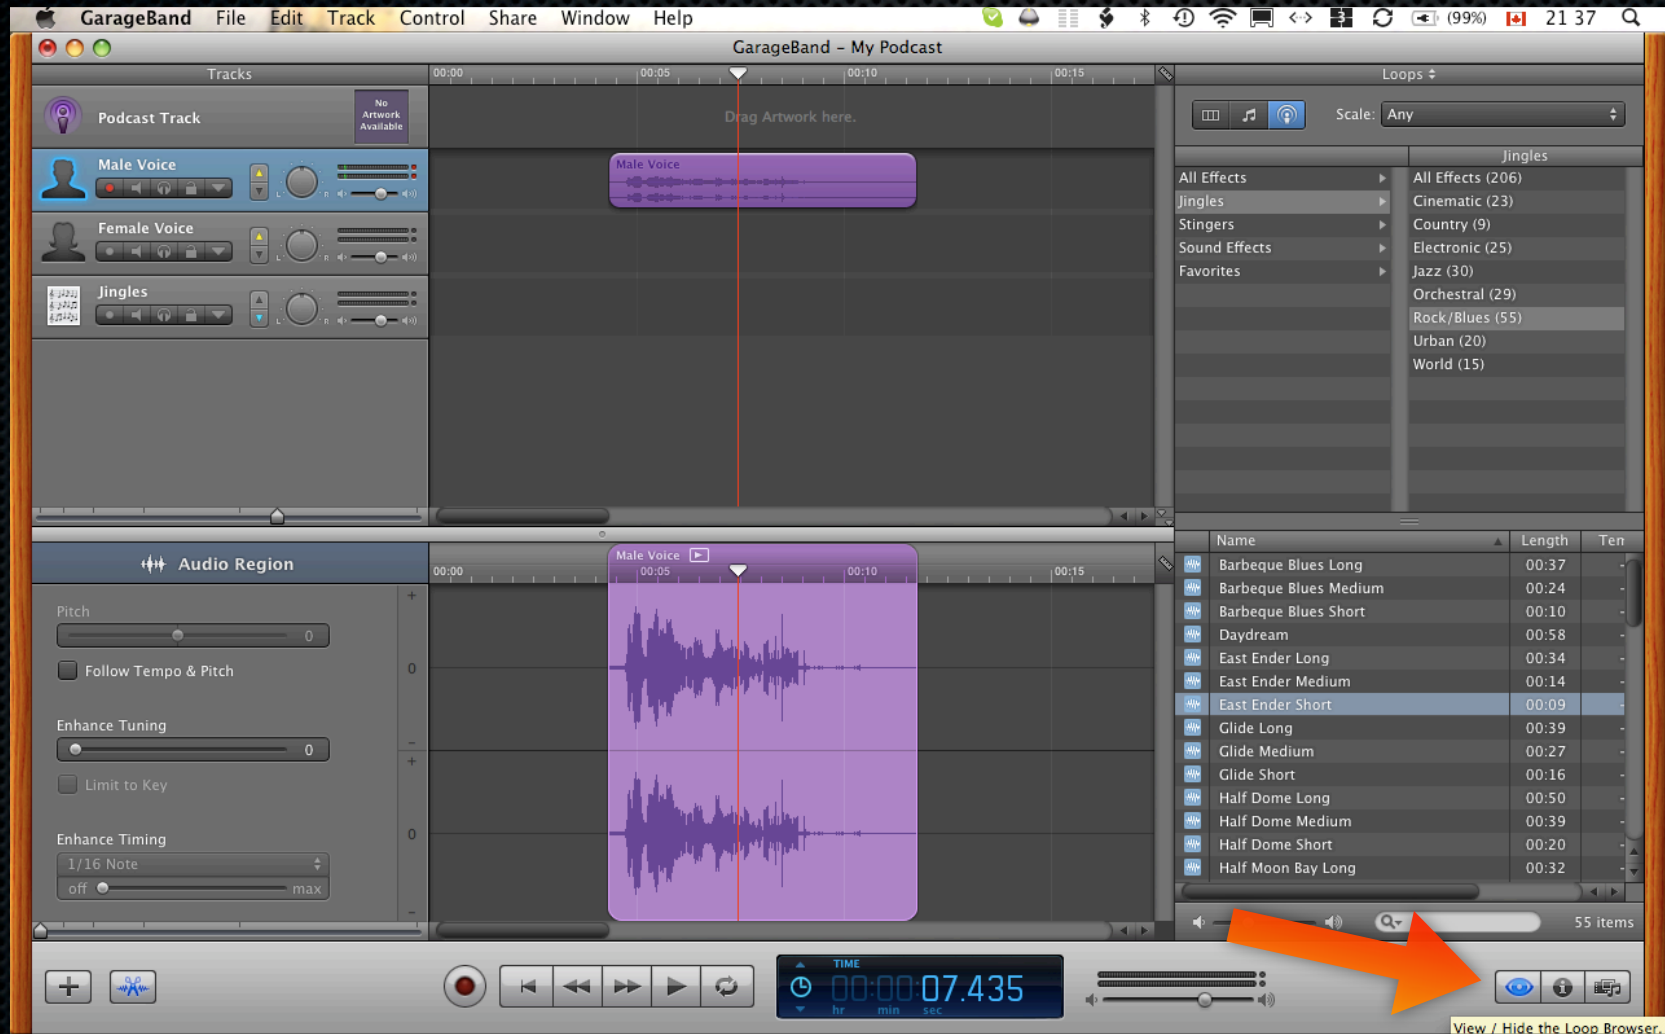 GarageBand File Edit Track Control Share Window Help (99%) 21 37
GarageBand – My Podcast
Tracks
00:00 00:05 00:10 00:15
Loops
Podcast Track
No
Artwork
Available
Drag Artwork here.
Scale: Any
Jingles
Male Voice
L R
Male Voice
Female Voice
L R
Jingles
L R
All Effects
Jingles
Stingers
Sound Effects
Favorites
All Effects (206)
Cinematic (23)
Country (9)
Electronic (25)
Jazz (30)
Orchestral (29)
Rock/Blues (55)
Urban (20)
World (15)
Audio Region
Pitch
0
Follow Tempo & Pitch
Enhance Tuning
0
Limit to Key
Enhance Timing
1/16 Note
off max
+
0
–
+
0
–
Male Voice
00:00 00:05 00:10 00:15
Name Length Ten
Barbeque Blues Long 00:37 -
Barbeque Blues Medium 00:24 -
Barbeque Blues Short 00:10 -
Daydream 00:58 -
East Ender Long 00:34 -
East Ender Medium 00:14 -
East Ender Short 00:09 -
Glide Long 00:39 -
Glide Medium 00:27 -
Glide Short 00:16 -
Half Dome Long 00:50 -
Half Dome Medium 00:39 -
Half Dome Short 00:20 -
Half Moon Bay Long 00:32 -
55 items
TIME
00:00:07.435
hr min sec
View / Hide the Loop Browser.